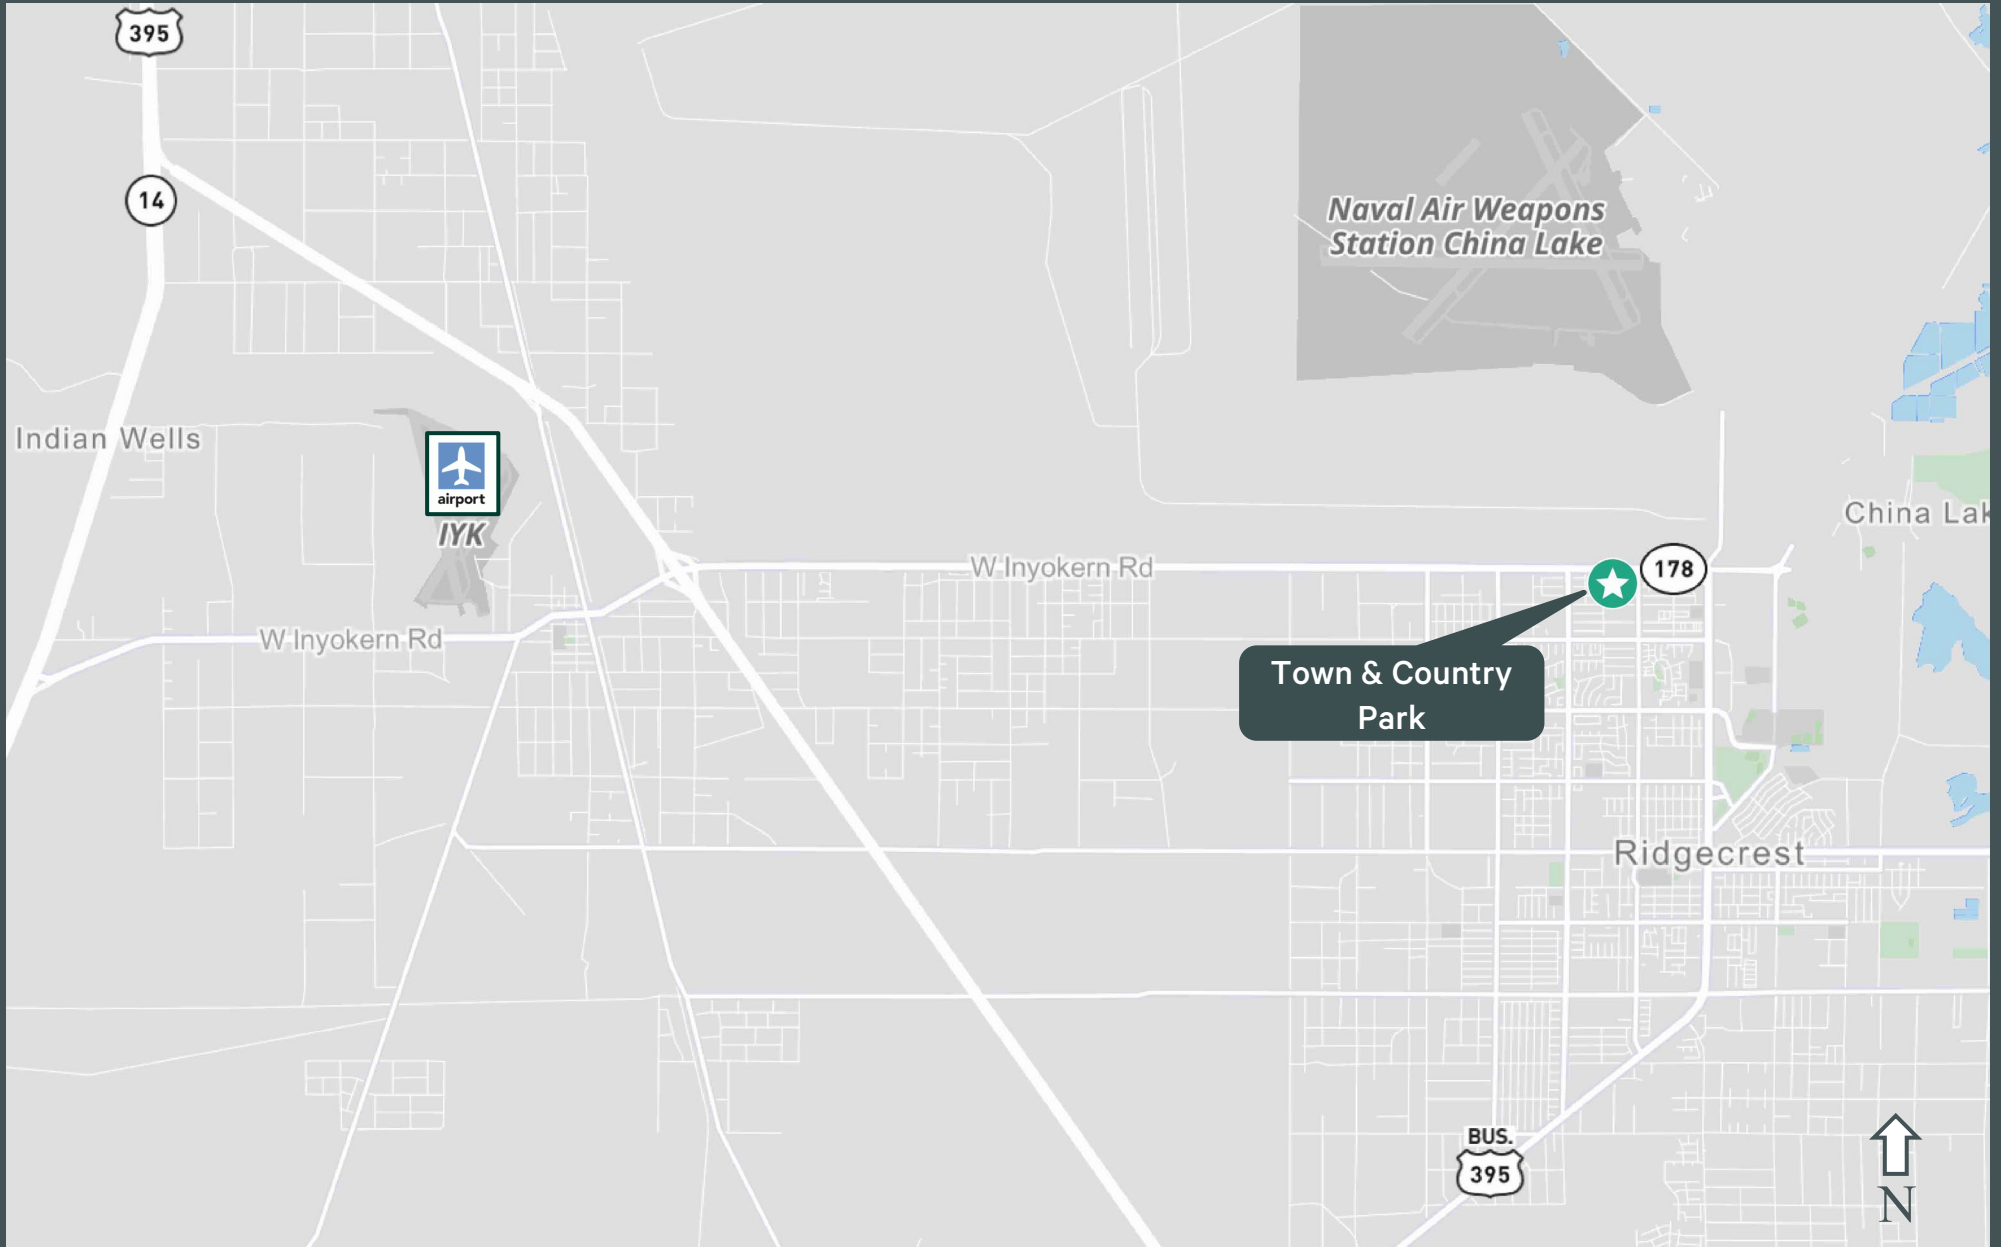 395
14
Naval Air Weapons
Station China Lake
Indian Wells
airport
IYK
China Lak
W Inyokern Rd
178
W Inyokern Rd
Town & Country
Park
Ridgecrest
BUS.
395
N